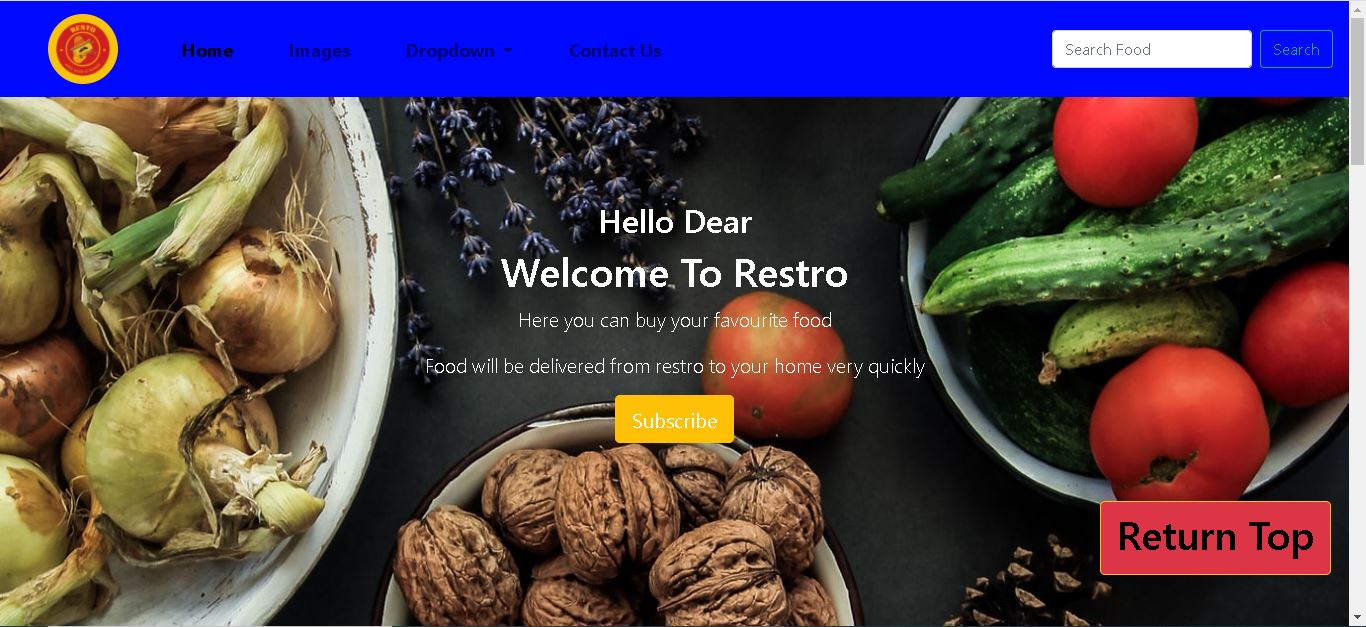 RESTO
Home
Images
Dropdown
Contact Us
Search Food
Search
Hello Dear
Welcome To Restro
Here you can buy your favourite food
Food will be delivered from restro to your home very quickly
Subscribe
Return Top